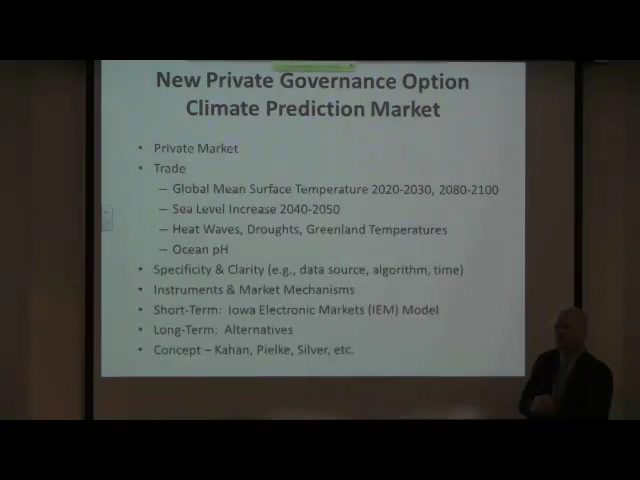 New Private Governance Option
Climate Prediction Market
• Private Market
• Trade
– Global Mean Surface Temperature 2020-2030, 2080-2100
– Sea Level Increase 2040-2050
– Heat Waves, Droughts, Greenland Temperatures
– Ocean pH
• Specificity & Clarity (e.g., data source, algorithm, time)
• Instruments & Market Mechanisms
• Short-Term: Iowa Electronic Markets (IEM) Model
• Long-Term: Alternatives
• Concept – Kahan, Pielke, Silver, etc.